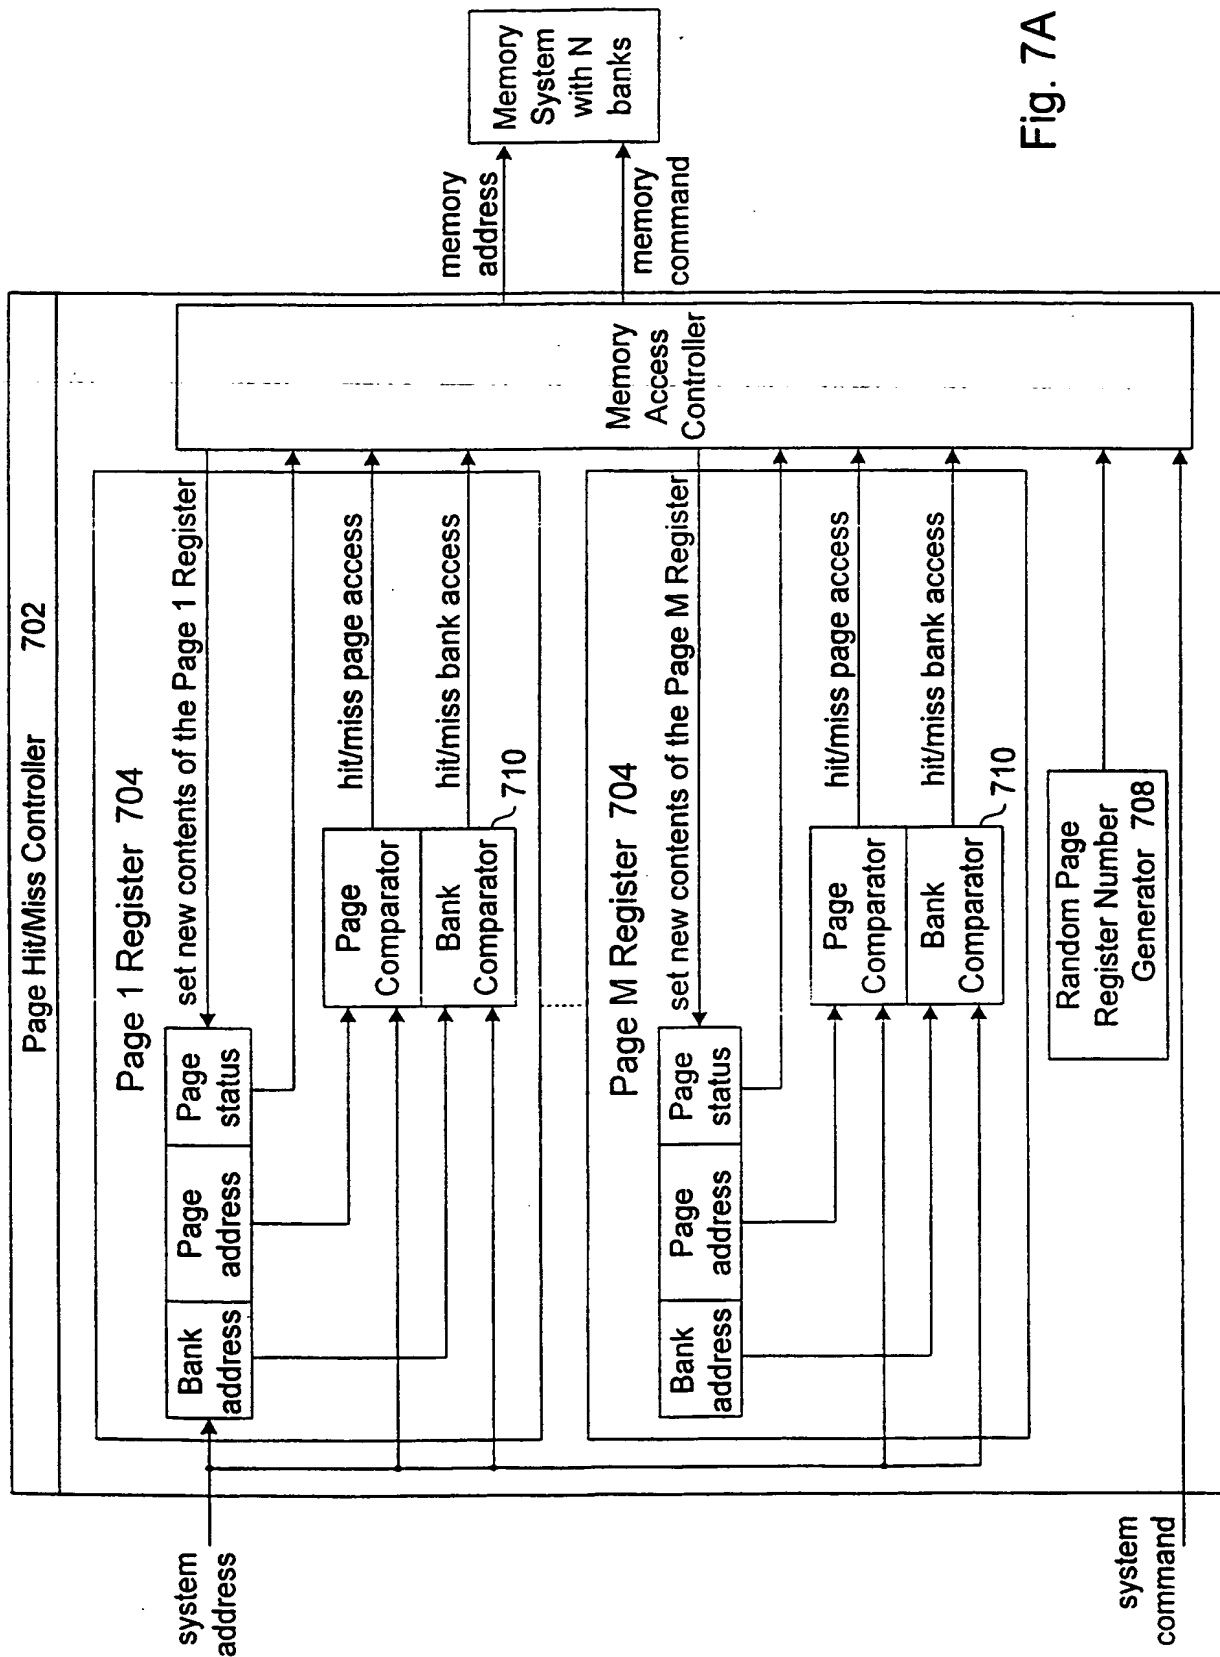 Page Hit/Miss Controller 702
Page 1 Register 704
set new contents of the Page 1 Register
Bank
address
Page
address
Page
status
Page
Comparator
Bank
Comparator
710
hit/miss page access
hit/miss bank access
Page M Register 704
set new contents of the Page M Register
Bank
address
Page
address
Page
status
Page
Comparator
Bank
Comparator
710
hit/miss page access
hit/miss bank access
Random Page
Register Number
Generator 708
system
address
system
command
Memory
Access
Controller
memory
address
memory
command
Memory
System
with N
banks
Fig. 7A